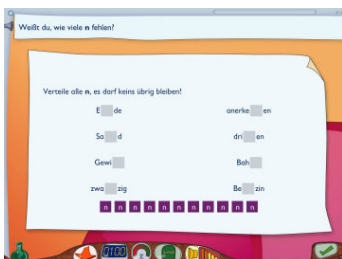 Weißt du, wie viele n fehlen?
Verteile alle n, es darf keins übrig bleiben!
E de anerke en
Sa d dri en
Gewi Bah
zwa zig Be zin
n n n n n n n n n n n
01:00